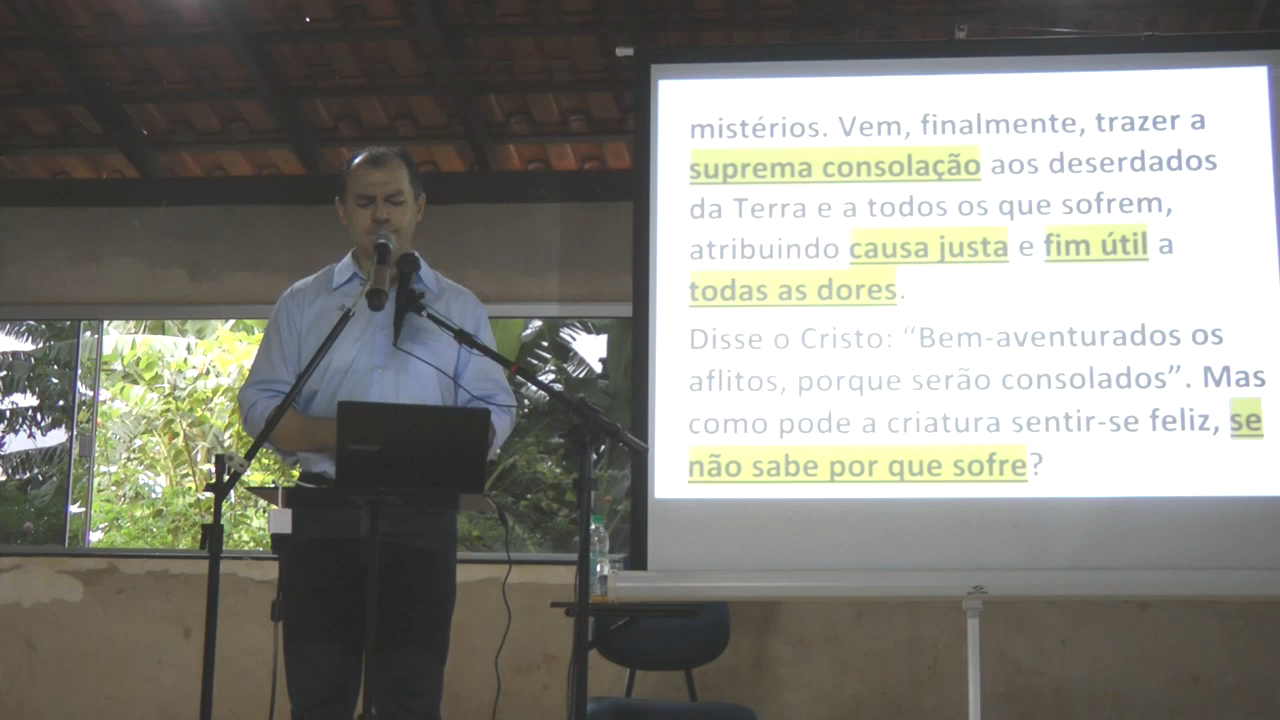 mistérios. Vem, finalmente, trazer a
suprema consolação aos deserdados
da Terra e a todos os que sofrem,
atribuindo causa justa e fim útil a
todas as dores.
Disse o Cristo: “Bem-aventurados os
aflitos, porque serão consolados”. Mas
como pode a criatura sentir-se feliz, se
não sabe por que sofre?